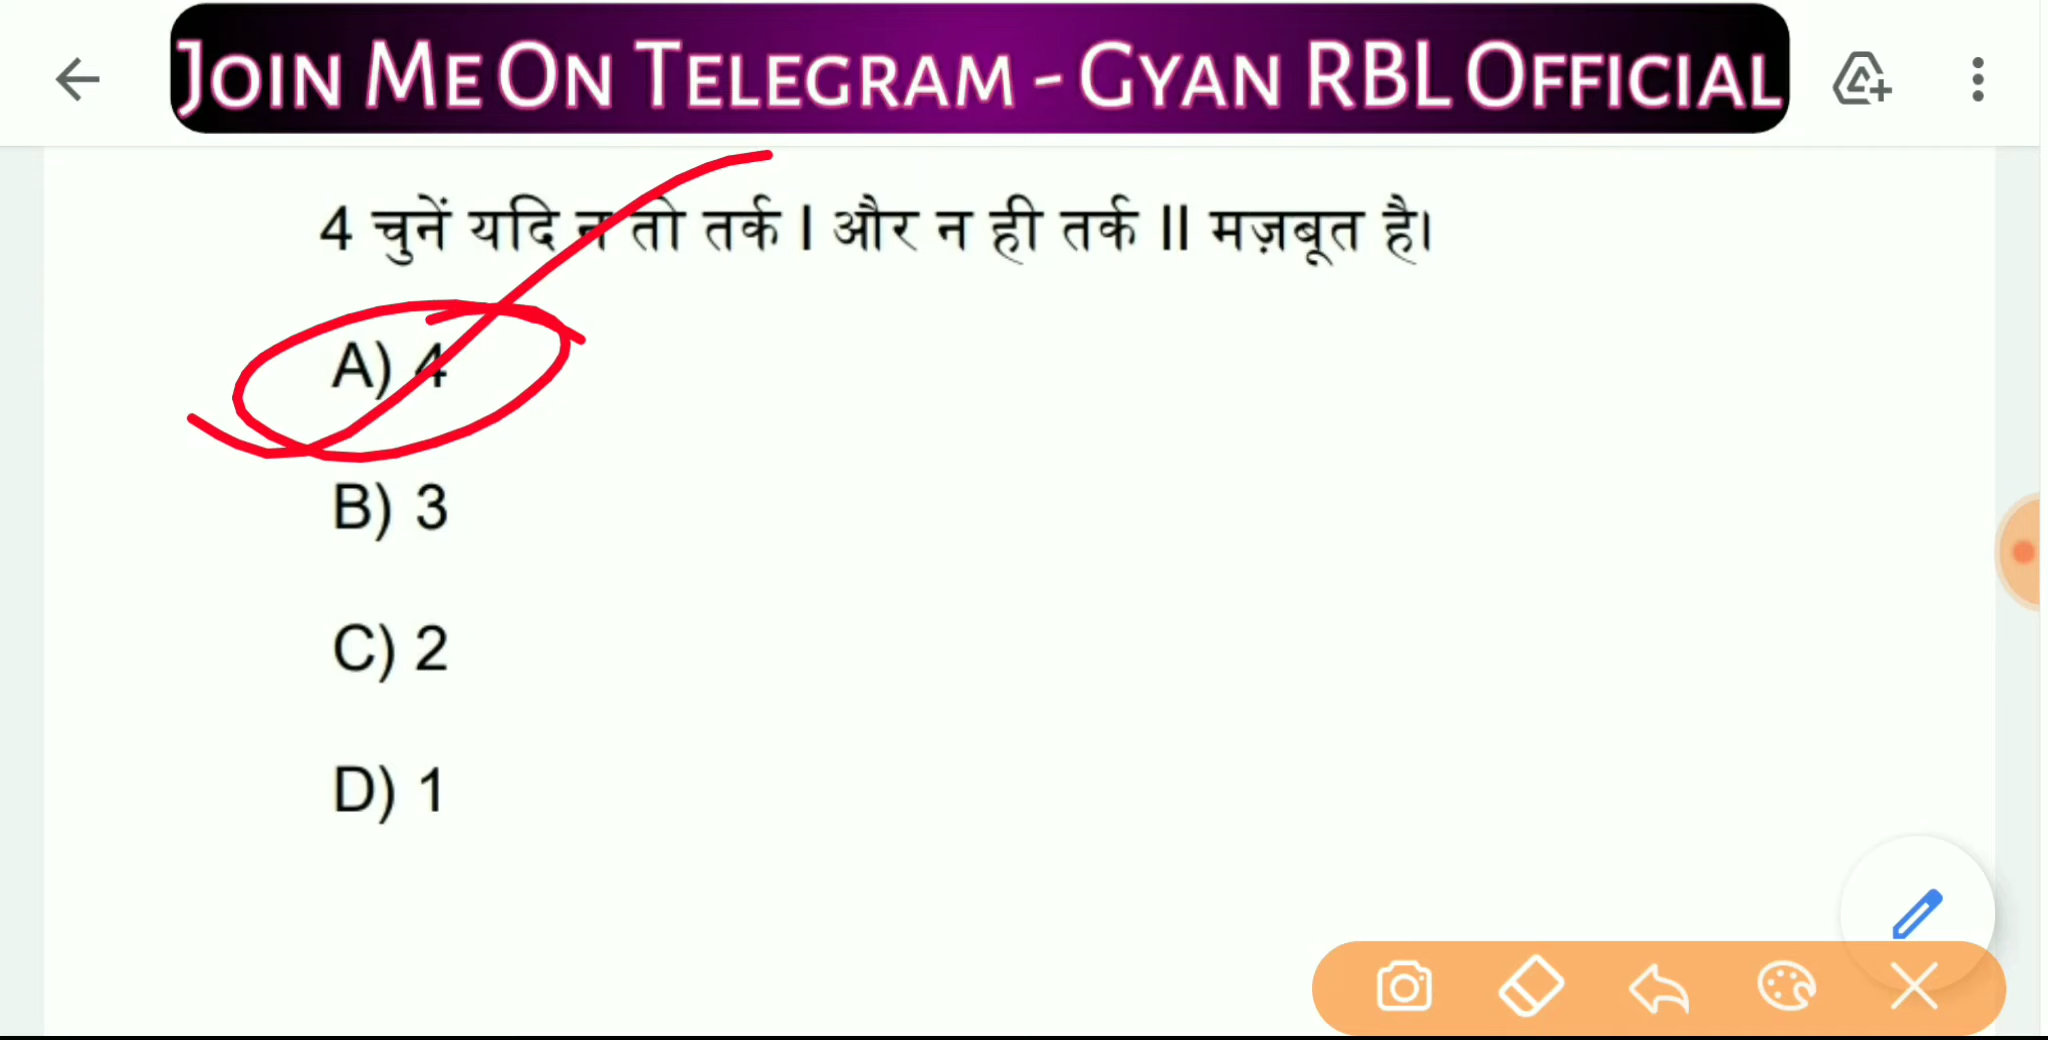 JOIN ME ON TELEGRAM - GYAN RBL OFFICIAL
4 चुनें यदि न तो तर्क I और न ही तर्क II मज़बूत है।
A) 4
B) 3
C) 2
D) 1